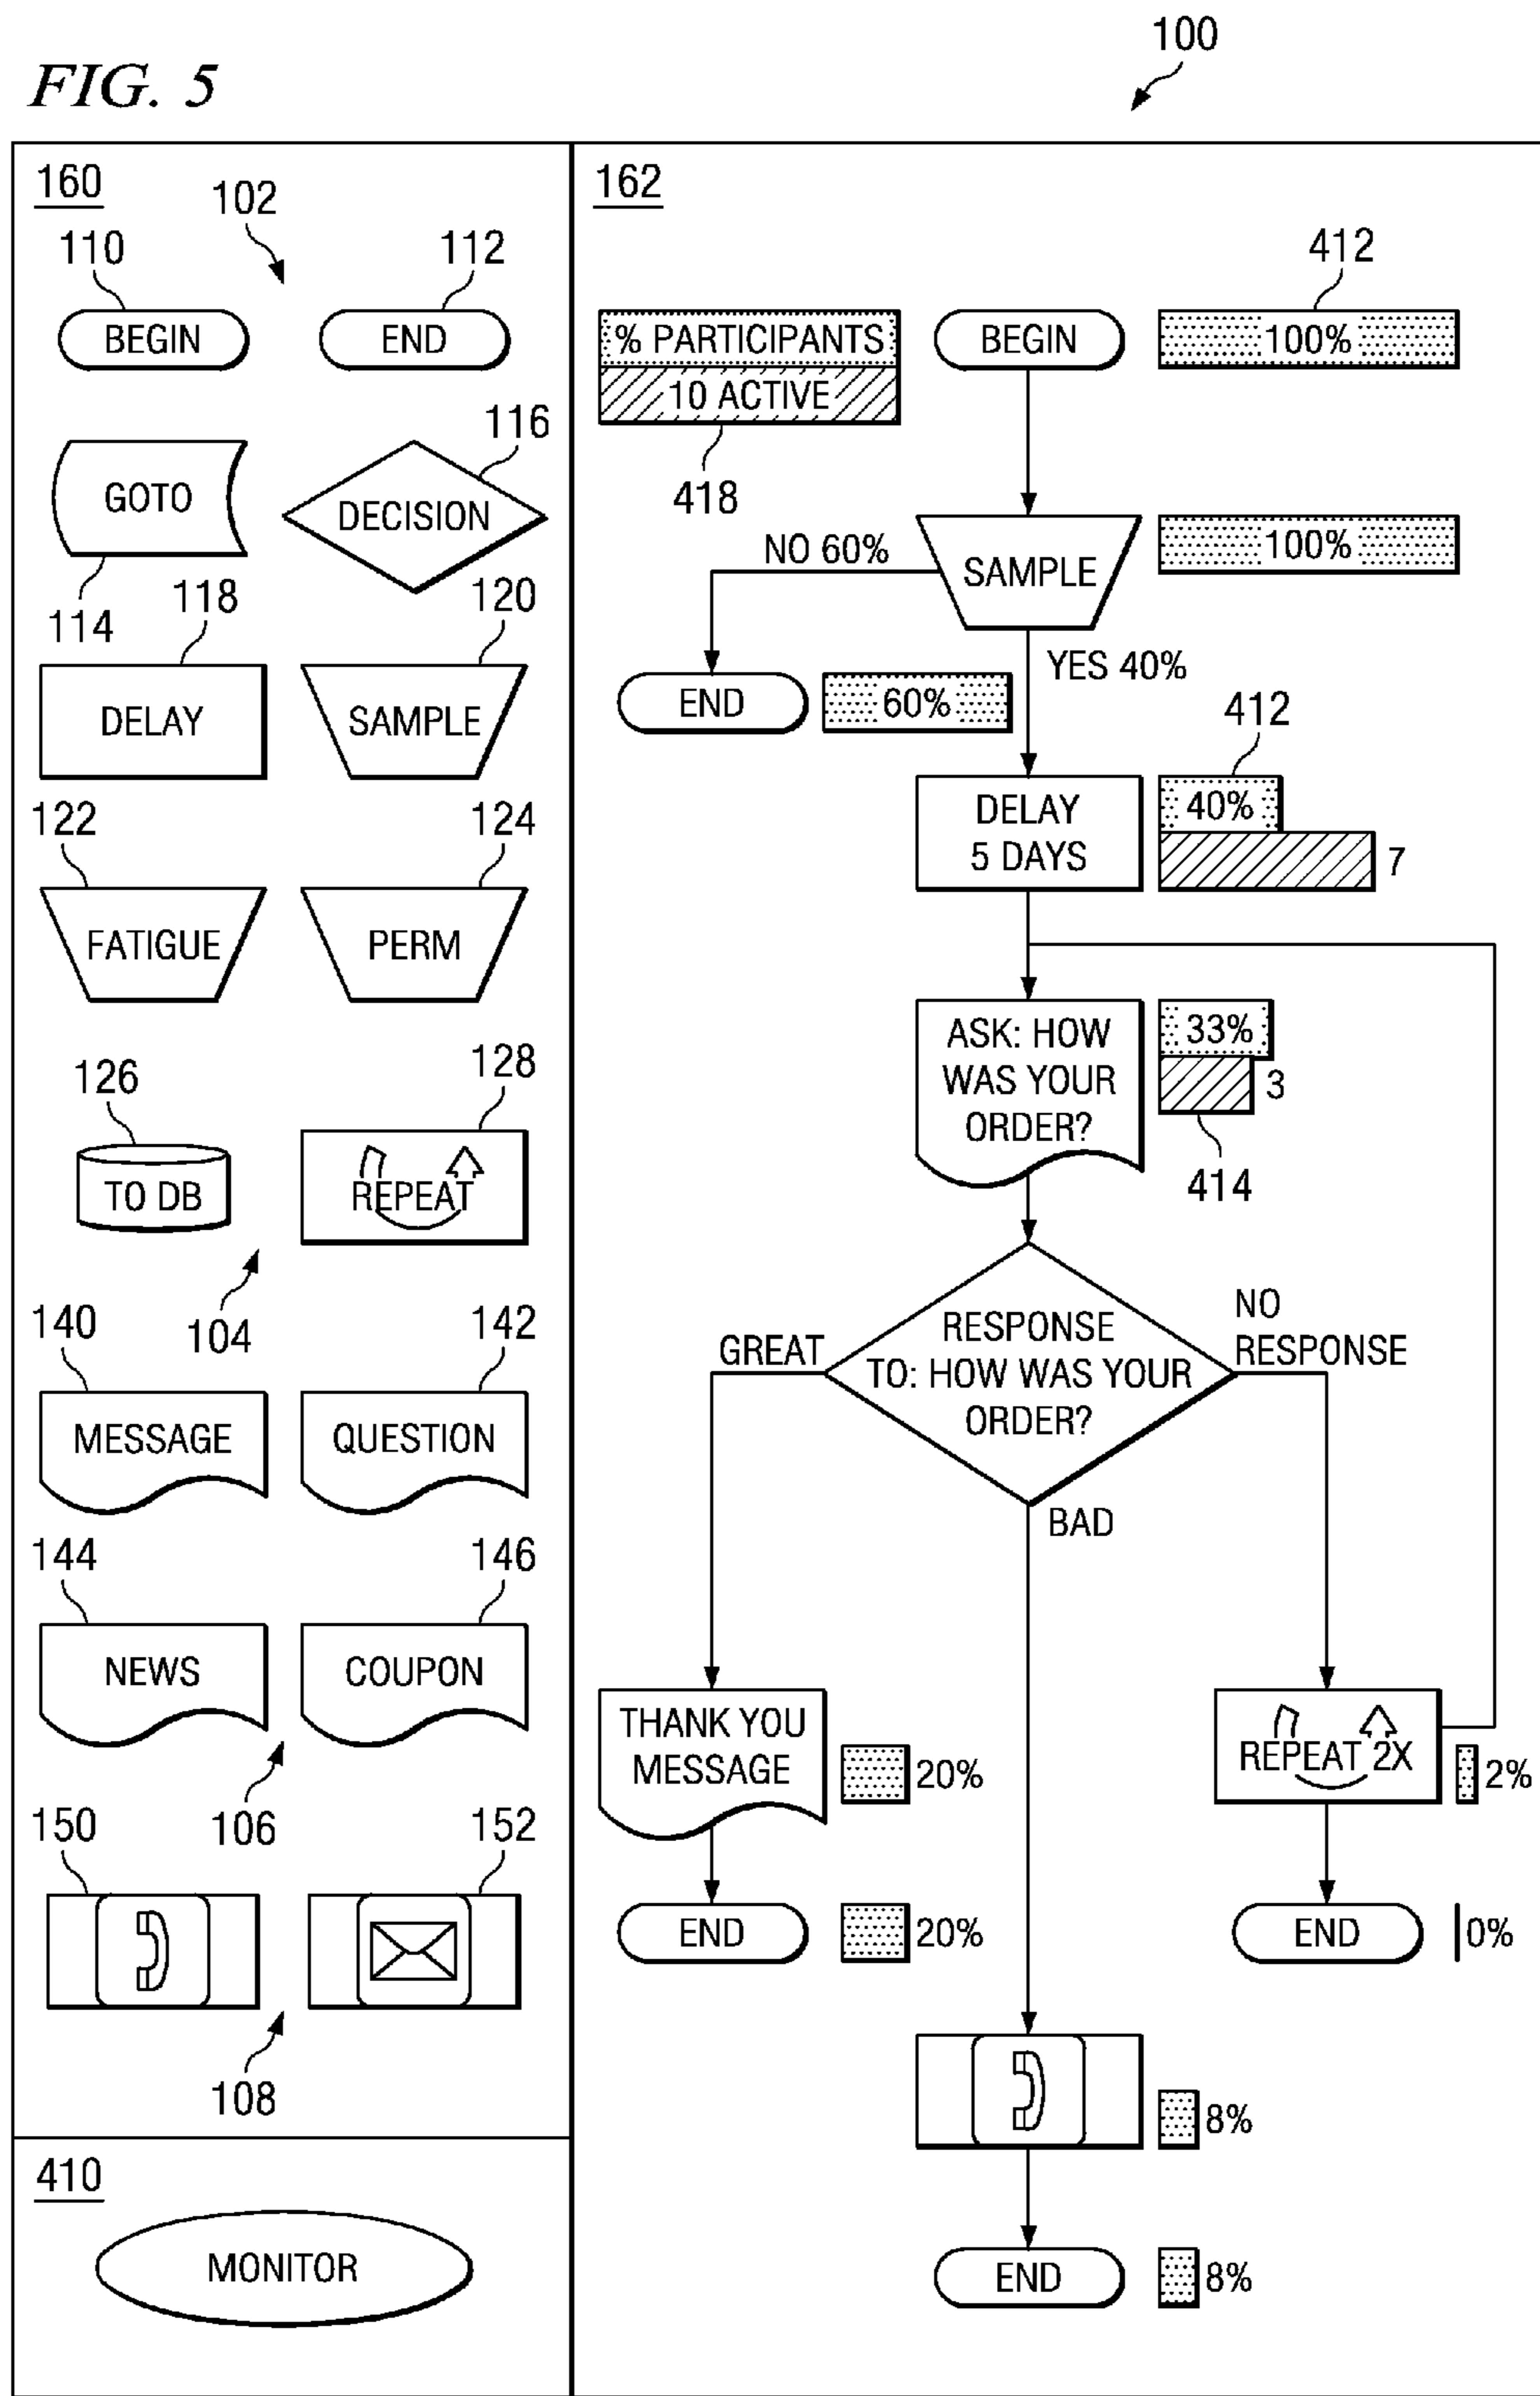 FIG. 5
100
160
102
110
112
BEGIN
END
116
GOTO
DECISION
114
118
120
DELAY
SAMPLE
122
124
FATIGUE
PERM
126
128
TO DB
REPEAT
104
140
142
MESSAGE
QUESTION
144
146
NEWS
COUPON
106
150
152
108
410
MONITOR
162
412
% PARTICIPANTS
10 ACTIVE
418
BEGIN
100%
NO 60%
SAMPLE
100%
YES 40%
END
60%
412
DELAY
5 DAYS
40%
7
ASK: HOW
WAS YOUR
ORDER?
33%
3
414
GREAT
RESPONSE
TO: HOW WAS YOUR
ORDER?
NO
RESPONSE
BAD
THANK YOU
MESSAGE
20%
REPEAT 2X
2%
END
20%
END
0%
8%
END
8%